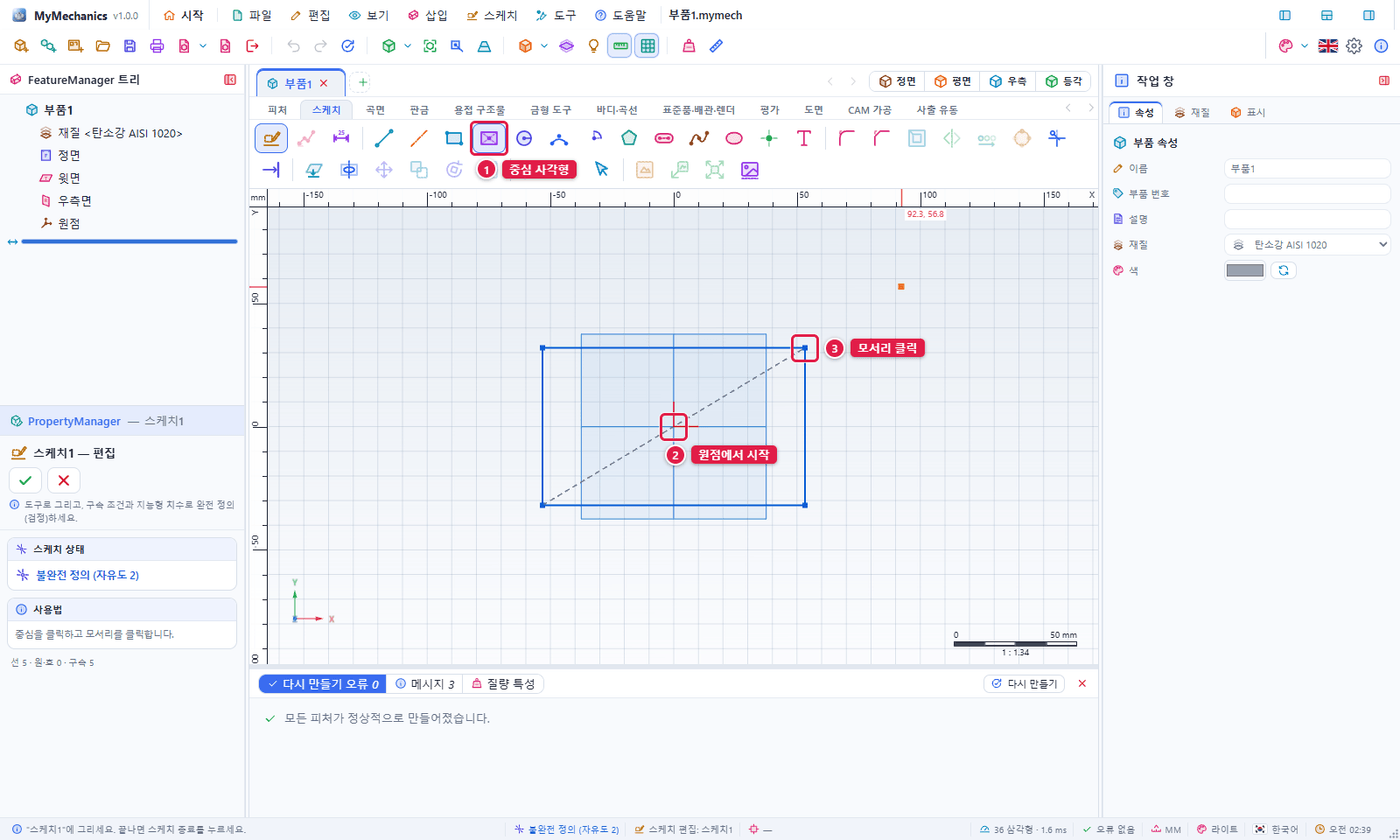 MyMechanics v1.0.0 시작 파일 편집 보기 삽입 스케치 도구 도움말 부품1.mymech
FeatureManager 트리
부품1
재질 <탄소강 AISI 1020>
정면
윗면
우측면
원점
PropertyManager — 스케치1
스케치1 — 편집
도구로 그리고, 구속 조건과 지능형 치수로 완전 정의
(검정)하세요.
스케치 상태
불완전 정의 (자유도 2)
사용법
중심을 클릭하고 모서리를 클릭합니다.
선 5 · 원·호 0 · 구속 5
부품1
정면 평면 우측 등각
피처 스케치 곡면 판금 용접 구조물 금형 도구 바디·곡선 표준품·배관·렌더 평가 도면 CAM 가공 사출 유동
25
1 중심 사각형
mm -150 -100 -50 0 50 100 150 X
92.3, 56.8
Y
50
0
-50
00
3 모서리 클릭
2 원점에서 시작
Y
X
0 50 mm
1 : 1.34
다시 만들기 오류 0 메시지 3 질량 특성 다시 만들기
모든 피처가 정상적으로 만들어졌습니다.
작업 창
속성 재질 표시
부품 속성
이름 부품1
부품 번호
설명
재질 탄소강 AISI 1020
색
"스케치1"에 그리세요. 끝나면 스케치 종료를 누르세요. 불완전 정의 (자유도 2) 스케치 편집: 스케치1 — 36 삼각형 · 1.6 ms 오류 없음 MM 라이트 한국어 오전 02:39